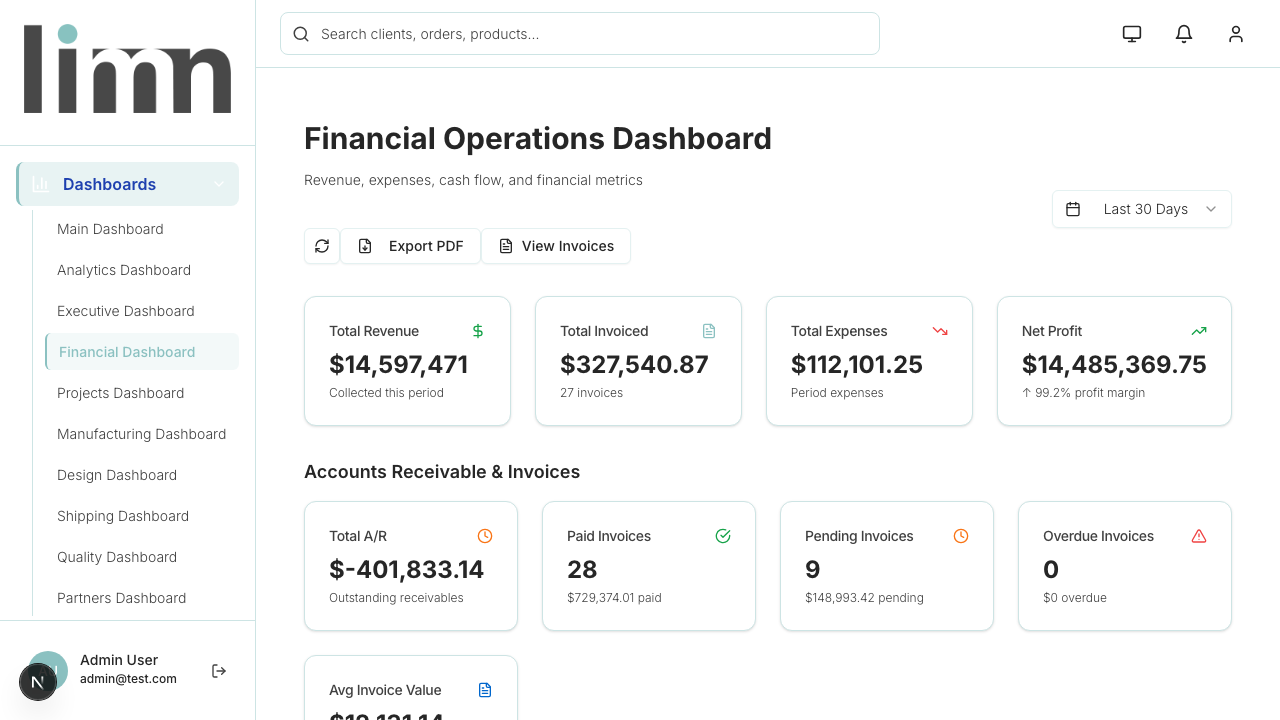 limn
Search clients, orders, products...
Dashboards
Main Dashboard
Analytics Dashboard
Executive Dashboard
Financial Dashboard
Projects Dashboard
Manufacturing Dashboard
Design Dashboard
Shipping Dashboard
Quality Dashboard
Partners Dashboard
N
Admin User
admin@test.com
Financial Operations Dashboard
Revenue, expenses, cash flow, and financial metrics
Last 30 Days
Export PDF
View Invoices
Total Revenue
$14,597,471
Collected this period
Total Invoiced
$327,540.87
27 invoices
Total Expenses
$112,101.25
Period expenses
Net Profit
$14,485,369.75
↑ 99.2% profit margin
Accounts Receivable & Invoices
Total A/R
$-401,833.14
Outstanding receivables
Paid Invoices
28
$729,374.01 paid
Pending Invoices
9
$148,993.42 pending
Overdue Invoices
0
$0 overdue
Avg Invoice Value